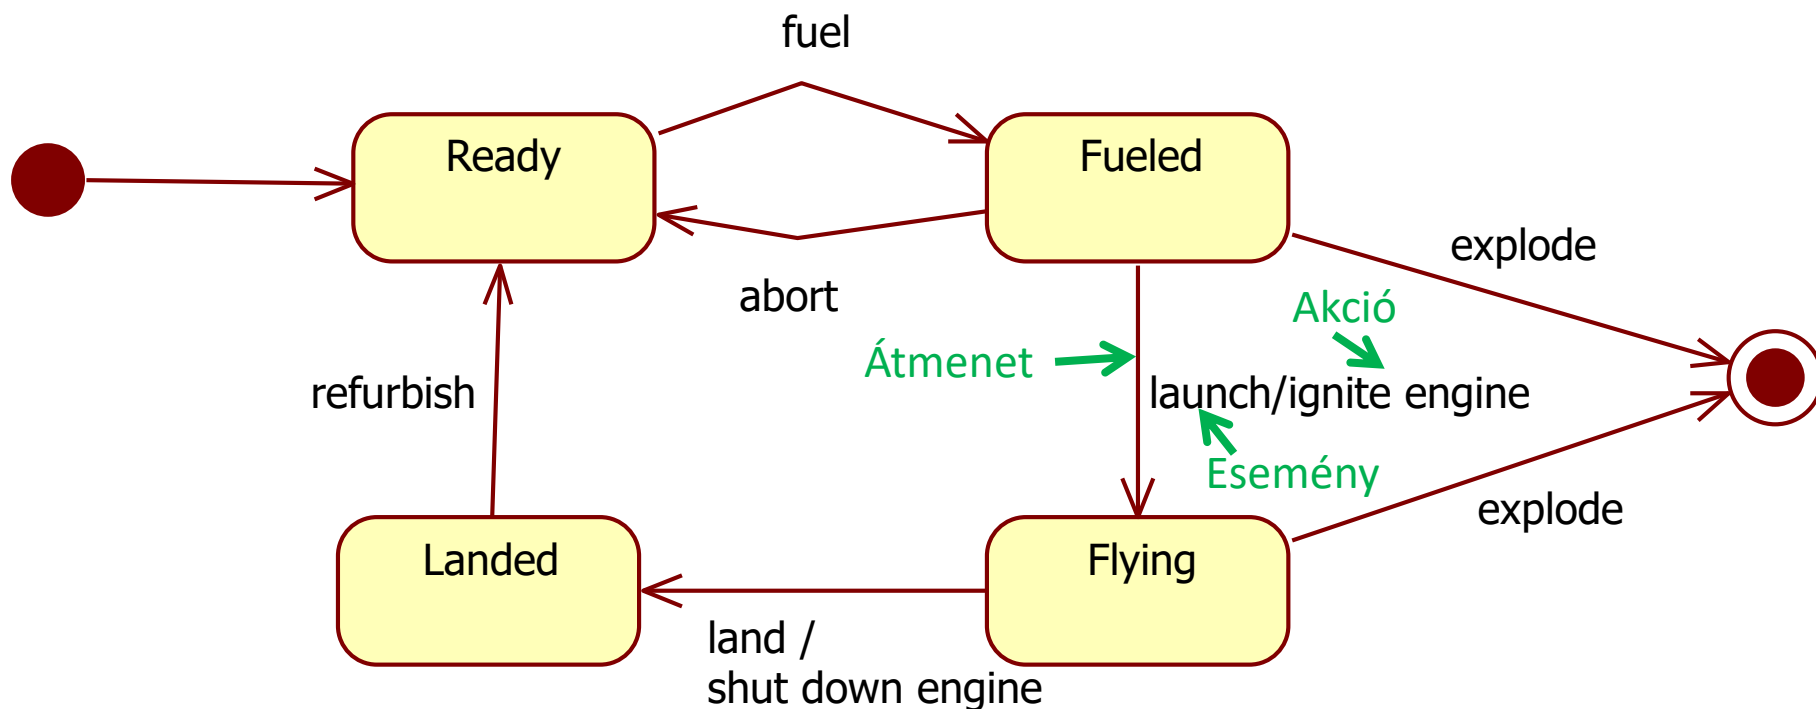 fuel
Ready
Fueled
explode
abort
Akció
Átmenet
refurbish
launch/ignite engine
Esemény
explode
Landed
Flying
land /
shut down engine